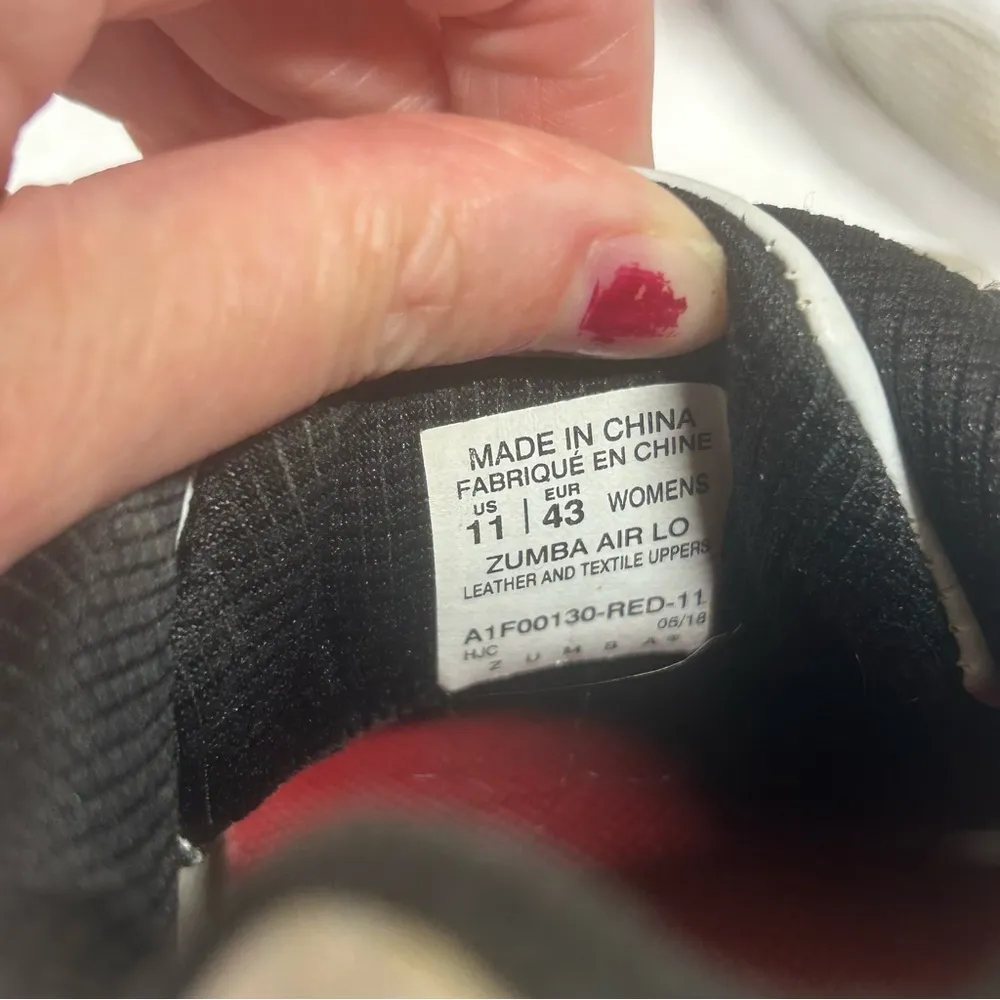 MADE IN CHINA
FABRIQUÉ EN CHINE
US 11 | EUR 43 WOMENS
ZUMBA AIR LO
LEATHER AND TEXTILE UPPERS
A1F00130-RED-11
HJC 05/18
Z U M B A